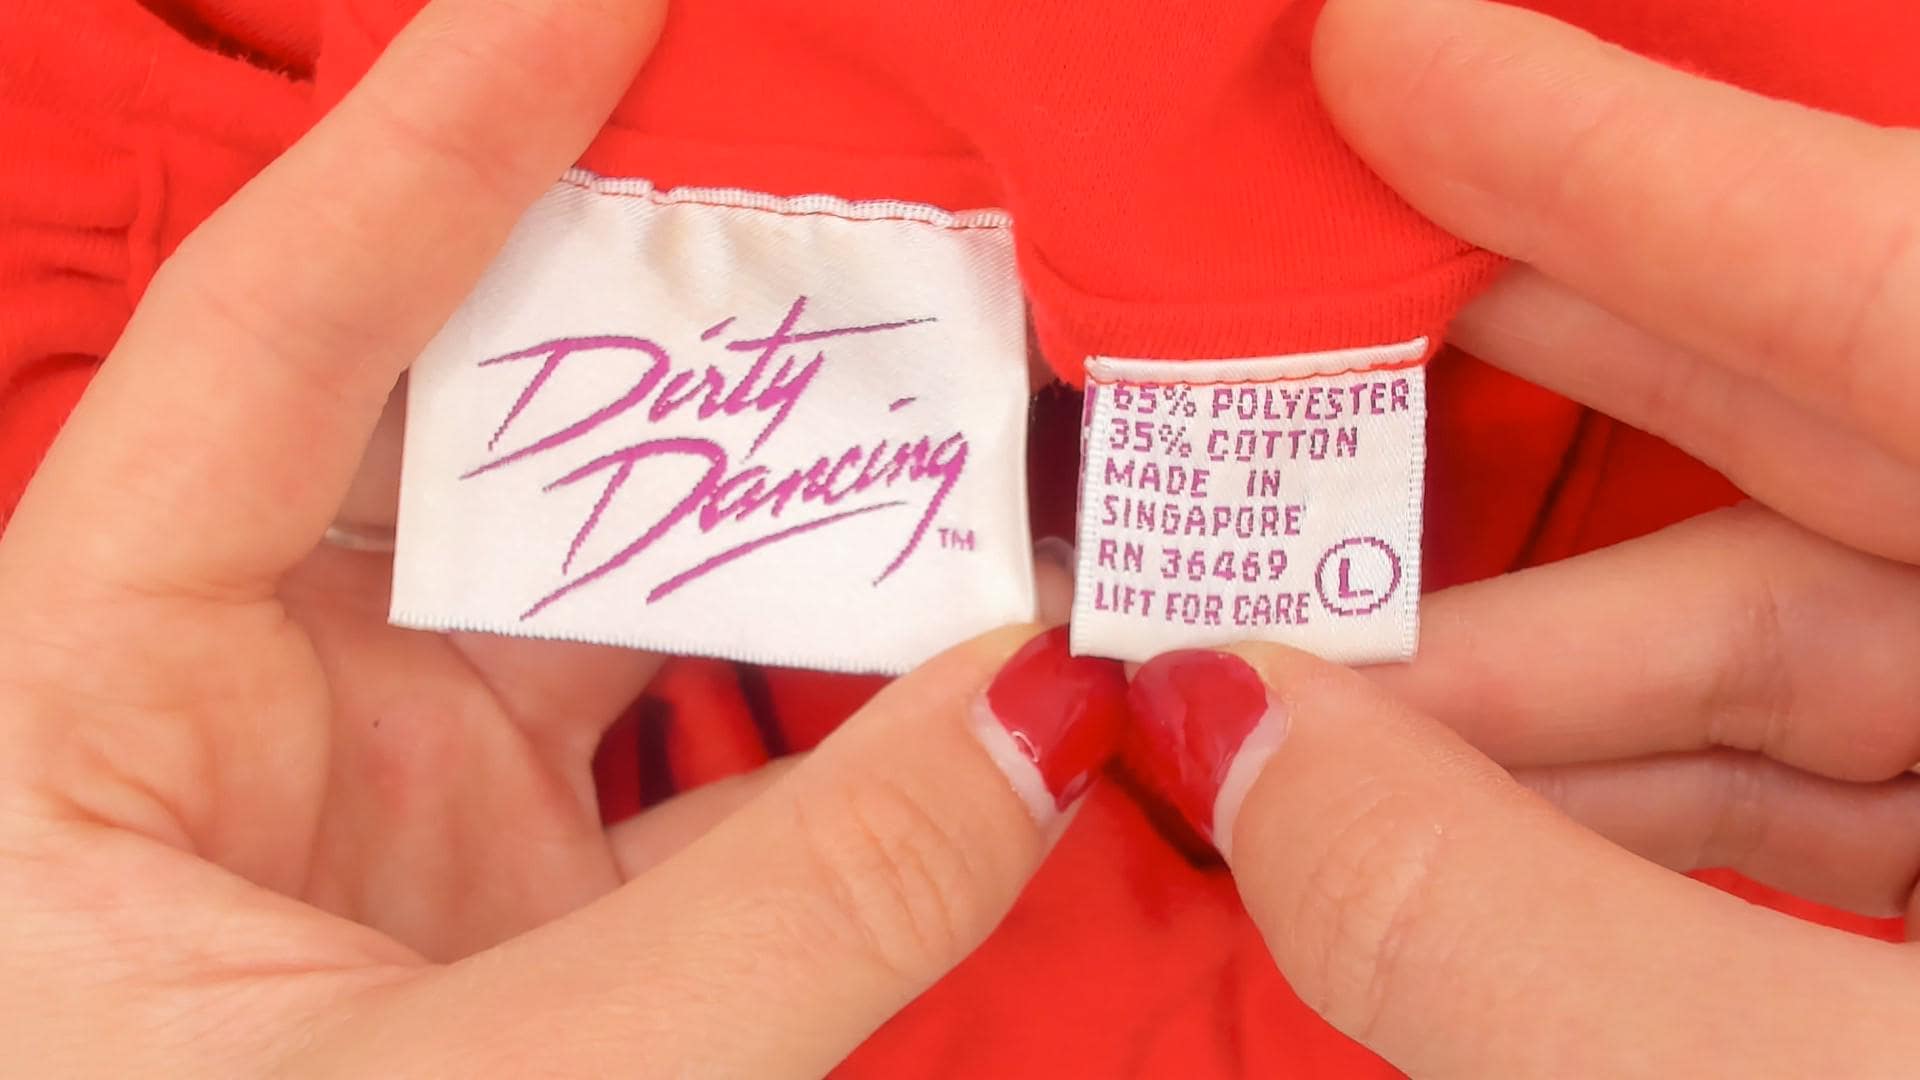 Dirty
Dancing
TM
65% POLYESTER
35% COTTON
MADE IN
SINGAPORE
RN 36469
LIFT FOR CARE
L